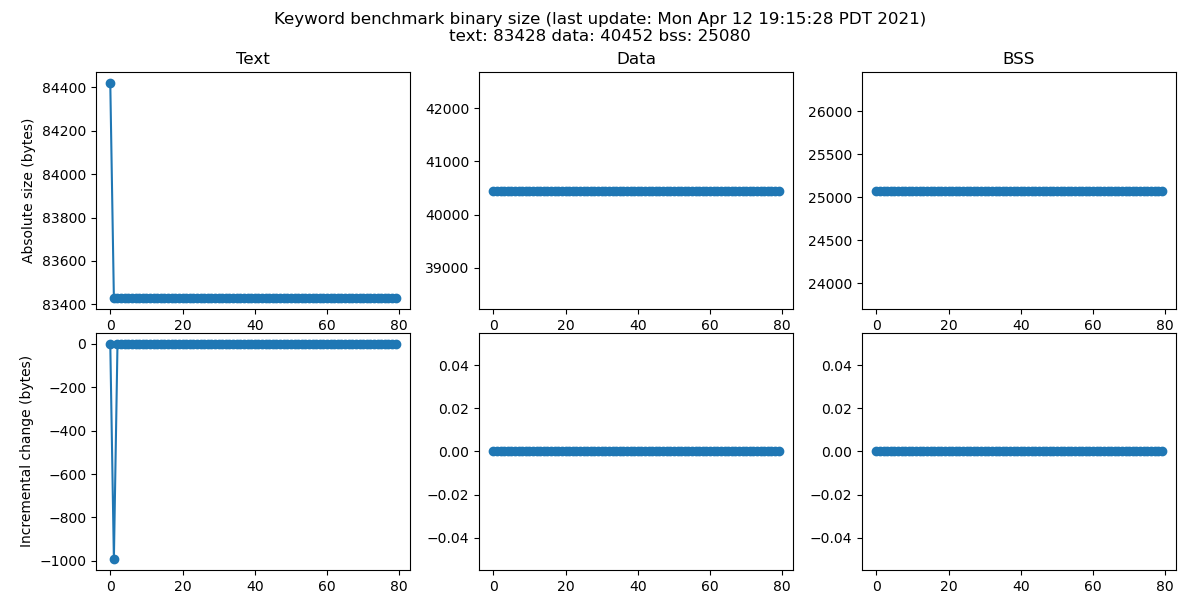 Keyword benchmark binary size (last update: Mon Apr 12 19:15:28 PDT 2021)
text: 83428 data: 40452 bss: 25080
Text
Data
BSS
Absolute size (bytes)
84400
84200
84000
83800
83600
83400
0 20 40 60 80
42000
41000
40000
39000
0 20 40 60 80
26000
25500
25000
24500
24000
0 20 40 60 80
Incremental change (bytes)
0
−200
−400
−600
−800
−1000
0 20 40 60 80
0.04
0.02
0.00
−0.02
−0.04
0 20 40 60 80
0.04
0.02
0.00
−0.02
−0.04
0 20 40 60 80